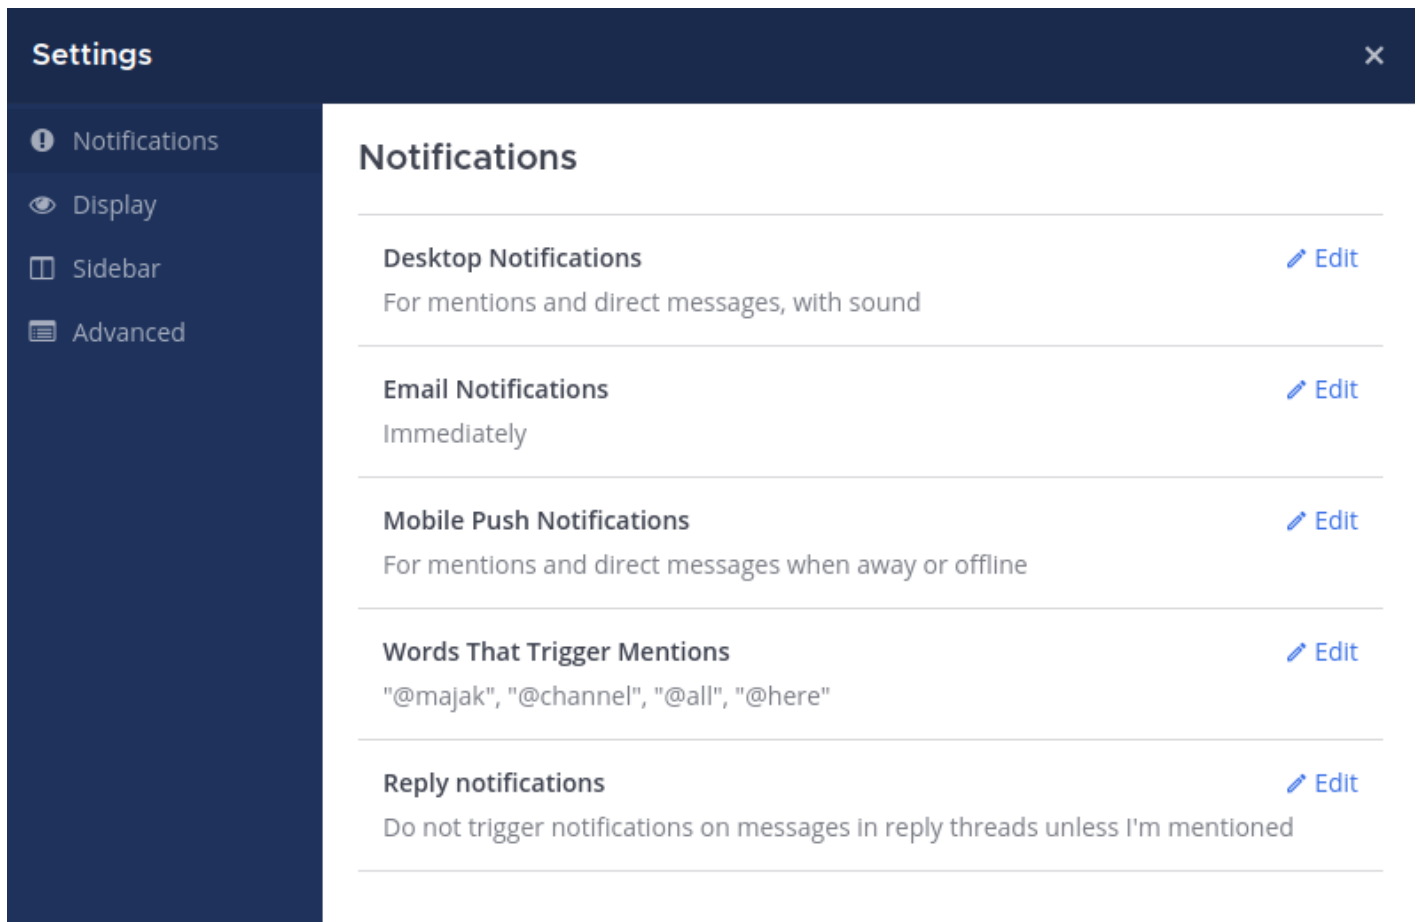 Settings
Notifications
Display
Sidebar
Advanced
Notifications
Desktop Notifications
Edit
For mentions and direct messages, with sound
Email Notifications
Edit
Immediately
Mobile Push Notifications
Edit
For mentions and direct messages when away or offline
Words That Trigger Mentions
Edit
"@majak", "@channel", "@all", "@here"
Reply notifications
Edit
Do not trigger notifications on messages in reply threads unless I'm mentioned